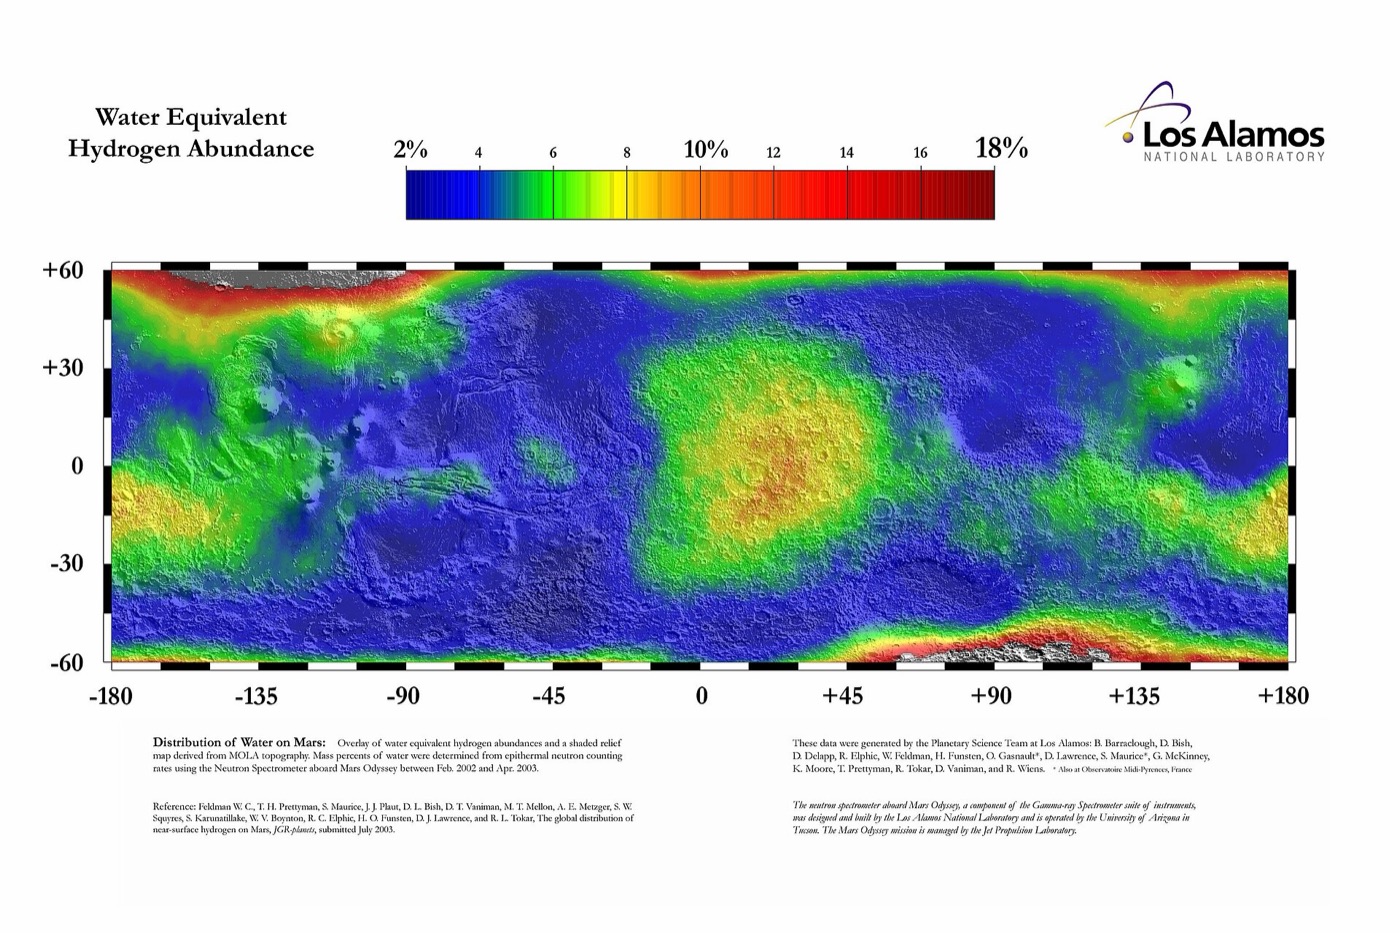 Water Equivalent
Hydrogen Abundance
2% 4 6 8 10% 12 14 16 18%
Los Alamos
NATIONAL LABORATORY
+60
+30
0
-30
-60
-180 -135 -90 -45 0 +45 +90 +135 +180
Distribution of Water on Mars: Overlay of water equivalent hydrogen abundances and a shaded relief
map derived from MOLA topography. Mass percents of water were determined from epithermal neutron counting
rates using the Neutron Spectrometer aboard Mars Odyssey between Feb. 2002 and Apr. 2003.
Reference: Feldman W. C., T. H. Prettyman, S. Maurice, J. J. Plaut, D. L. Bish, D. T. Vaniman, M. T. Mellon, A. E. Metzger, S. W.
Squyres, S. Karunatillake, W. V. Boynton, R. C. Elphic, H. O. Funsten, D. J. Lawrence, and R. L. Tokar, The global distribution of
near-surface hydrogen on Mars, JGR-planets, submitted July 2003.
These data were generated by the Planetary Science Team at Los Alamos: B. Barraclough, D. Bish,
D. Delapp, R. Elphic, W. Feldman, H. Funsten, O. Gasnault*, D. Lawrence, S. Maurice*, G. McKinney,
K. Moore, T. Prettyman, R. Tokar, D. Vaniman, and R. Wiens. * Also at Observatoire Midi-Pyrenees, France
The neutron spectrometer aboard Mars Odyssey, a component of the Gamma-ray Spectrometer suite of instruments,
was designed and built by the Los Alamos National Laboratory and is operated by the University of Arizona in
Tucson. The Mars Odyssey mission is managed by the Jet Propulsion Laboratory.